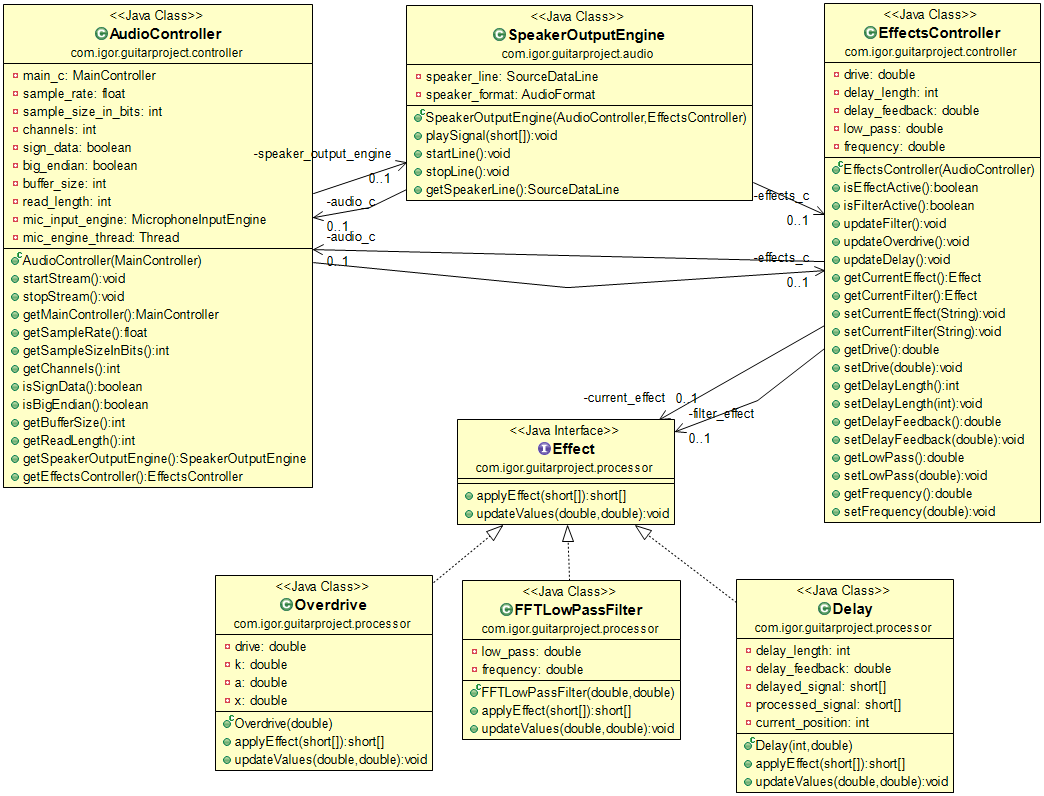 <<Java Class>>
AudioController
com.igor.guitarproject.controller
main_c: MainController
sample_rate: float
sample_size_in_bits: int
channels: int
sign_data: boolean
big_endian: boolean
buffer_size: int
read_length: int
mic_input_engine: MicrophoneInputEngine
mic_engine_thread: Thread
AudioController(MainController)
startStream():void
stopStream():void
getMainController():MainController
getSampleRate():float
getSampleSizeInBits():int
getChannels():int
isSignData():boolean
isBigEndian():boolean
getBufferSize():int
getReadLength():int
getSpeakerOutputEngine():SpeakerOutputEngine
getEffectsController():EffectsController
-speaker_output_engine
0..1
-audio_c
0..1
-audio_c
0..1
<<Java Class>>
SpeakerOutputEngine
com.igor.guitarproject.audio
speaker_line: SourceDataLine
speaker_format: AudioFormat
SpeakerOutputEngine(AudioController,EffectsController)
playSignal(short[]):void
startLine():void
stopLine():void
getSpeakerLine():SourceDataLine
-effects_c
0..1
-effects_c
0..1
<<Java Class>>
EffectsController
com.igor.guitarproject.controller
drive: double
delay_length: int
delay_feedback: double
low_pass: double
frequency: double
EffectsController(AudioController)
isEffectActive():boolean
isFilterActive():boolean
updateFilter():void
updateOverdrive():void
updateDelay():void
getCurrentEffect():Effect
getCurrentFilter():Effect
setCurrentEffect(String):void
setCurrentFilter(String):void
getDrive():double
setDrive(double):void
getDelayLength():int
setDelayLength(int):void
getDelayFeedback():double
setDelayFeedback(double):void
getLowPass():double
setLowPass(double):void
getFrequency():double
setFrequency(double):void
-current_effect
0..1
-filter_effect
0..1
<<Java Interface>>
Effect
com.igor.guitarproject.processor
applyEffect(short[]):short[]
updateValues(double,double):void
<<Java Class>>
Overdrive
com.igor.guitarproject.processor
drive: double
k: double
a: double
x: double
Overdrive(double)
applyEffect(short[]):short[]
updateValues(double,double):void
<<Java Class>>
FFTLowPassFilter
com.igor.guitarproject.processor
low_pass: double
frequency: double
FFTLowPassFilter(double,double)
applyEffect(short[]):short[]
updateValues(double,double):void
<<Java Class>>
Delay
com.igor.guitarproject.processor
delay_length: int
delay_feedback: double
delayed_signal: short[]
processed_signal: short[]
current_position: int
Delay(int,double)
applyEffect(short[]):short[]
updateValues(double,double):void